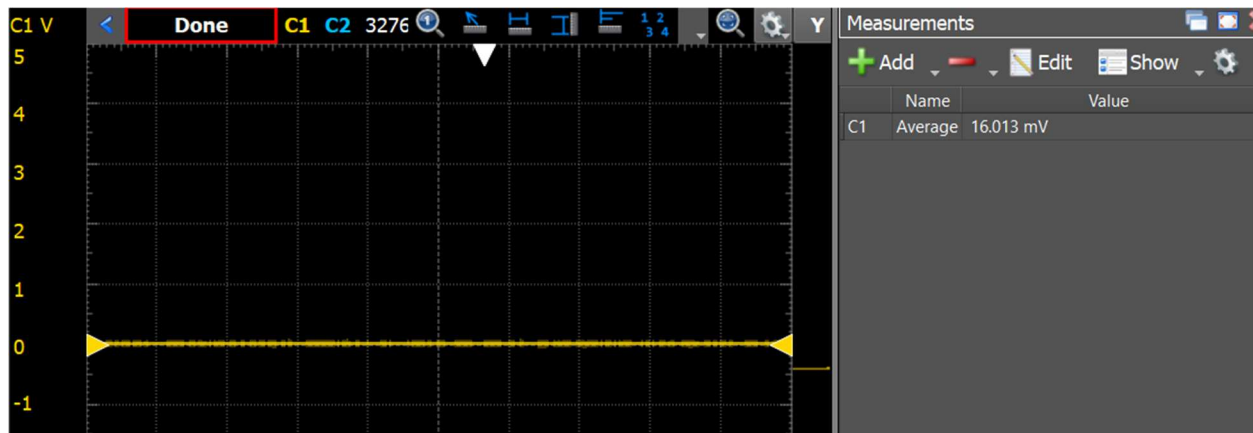 C1 V
Done
C1 C2 3276
1 2
3 4
Y
5
4
3
2
1
0
-1
Measurements
Add
Edit
Show
Name Value
C1 Average 16.013 mV